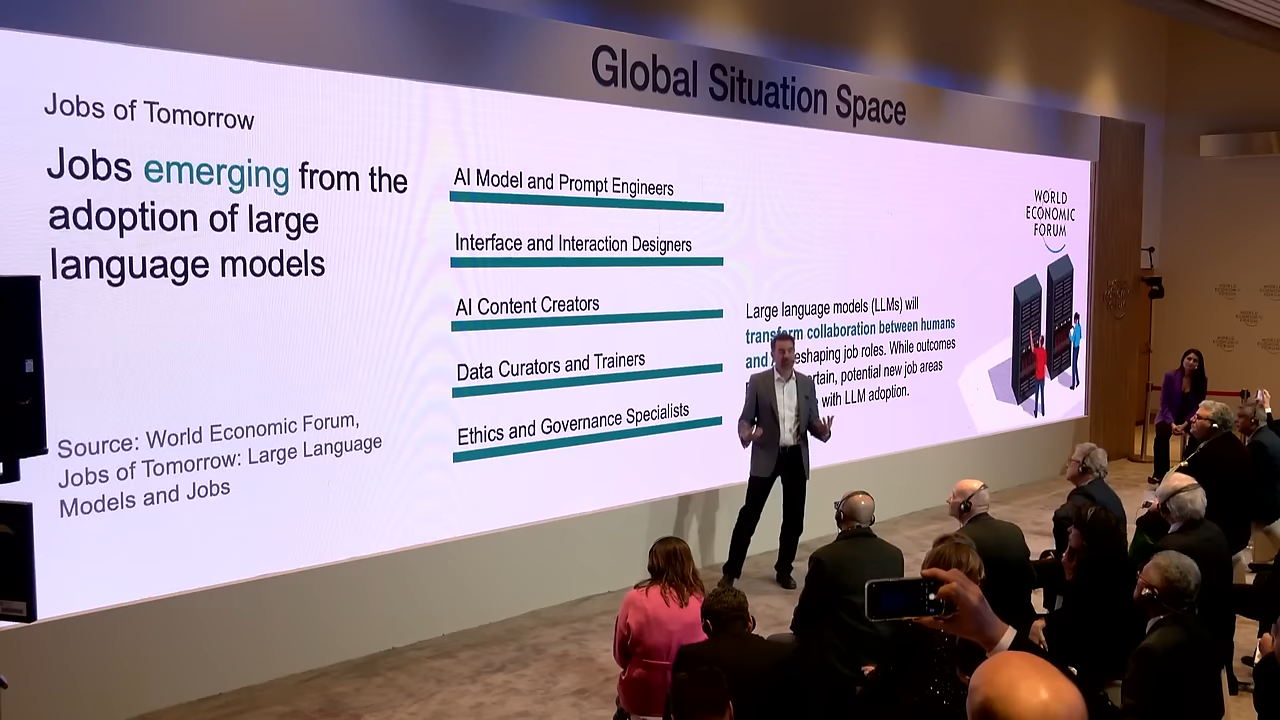 Global Situation Space
Jobs of Tomorrow
Jobs emerging from the
adoption of large
language models
Source: World Economic Forum,
Jobs of Tomorrow: Large Language
Models and Jobs
AI Model and Prompt Engineers
Interface and Interaction Designers
AI Content Creators
Data Curators and Trainers
Ethics and Governance Specialists
Large language models (LLMs) will
transform collaboration between humans
and eshaping job roles. While outcomes
rtain, potential new job areas
with LLM adoption.
WORLD
ECONOMIC
FORUM